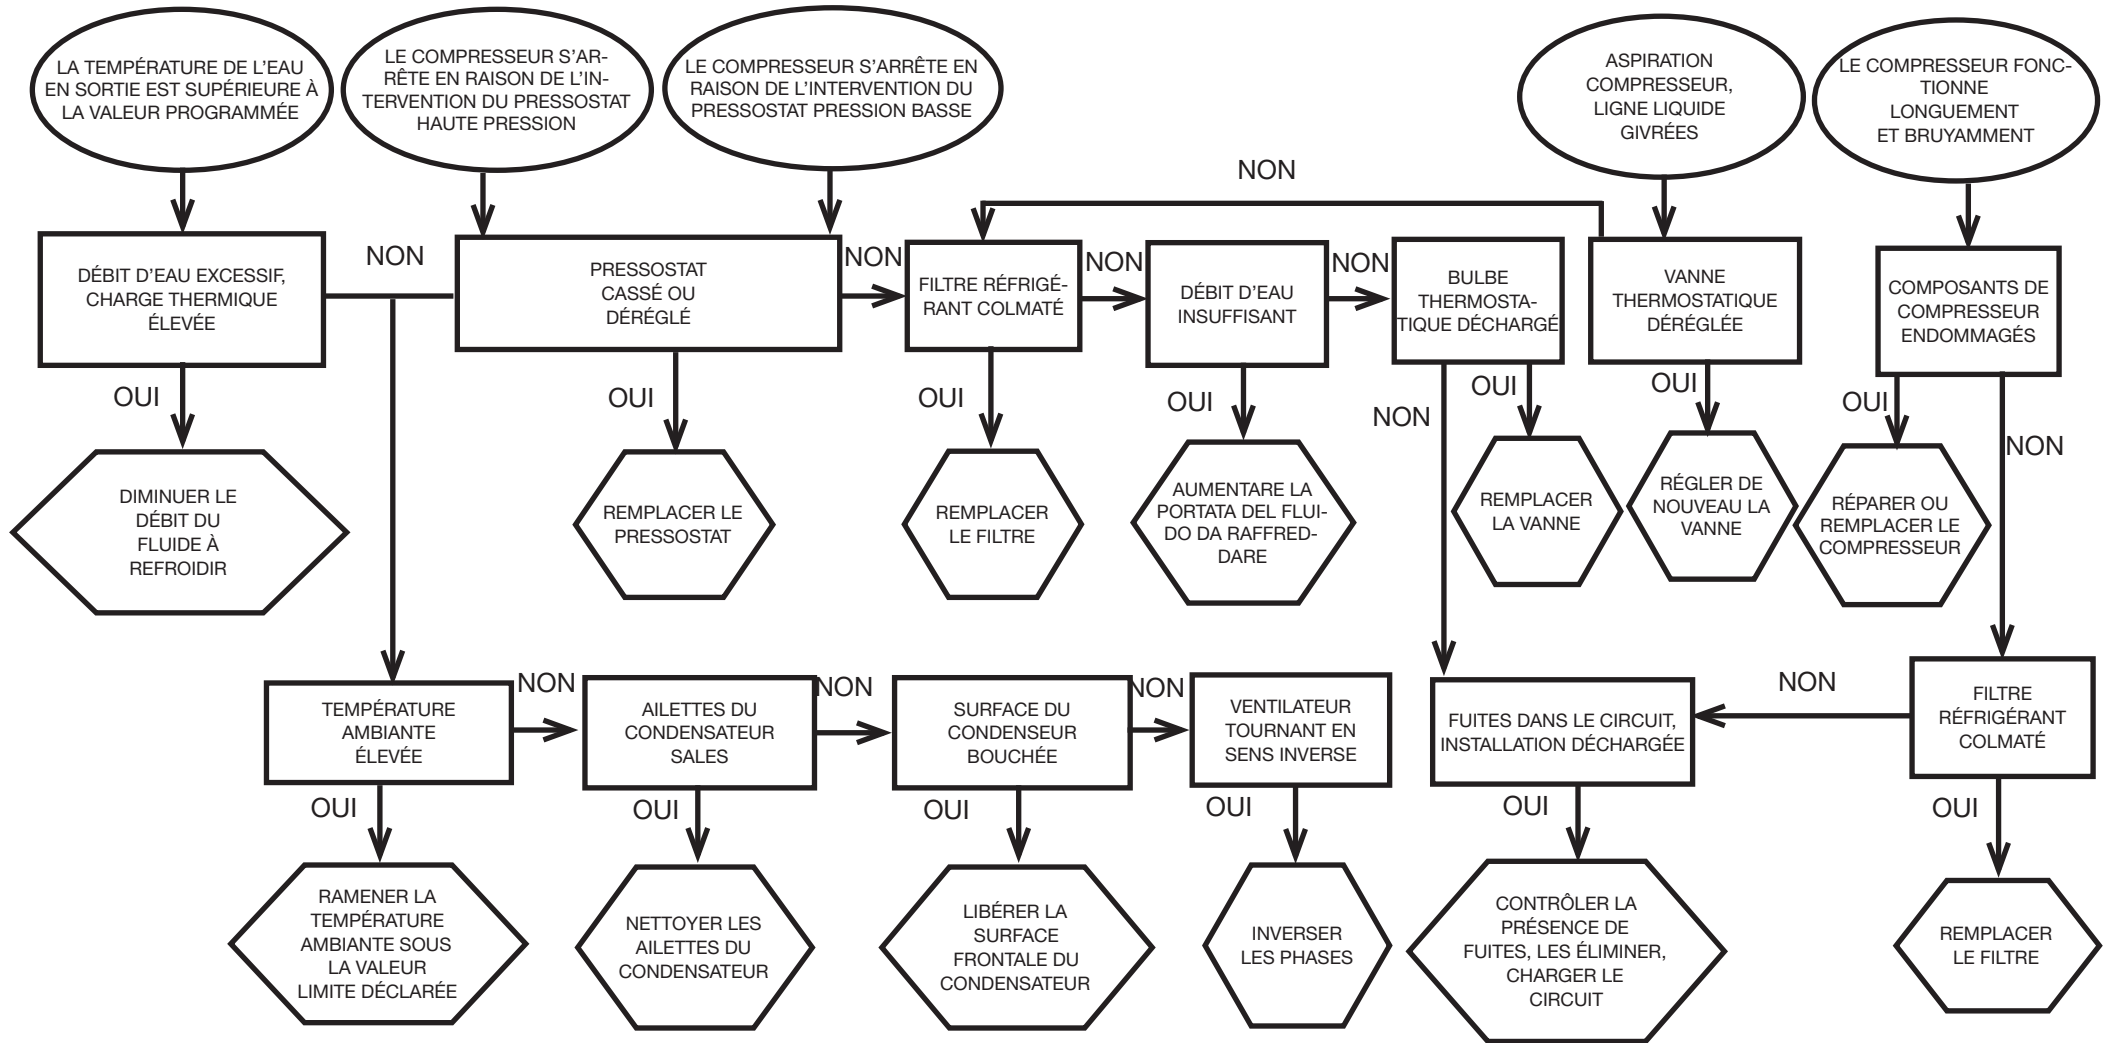 LA TEMPÉRATURE DE L'EAU
EN SORTIE EST SUPÉRIEURE À
LA VALEUR PROGRAMMÉE
LE COMPRESSEUR S'AR-
RÊTE EN RAISON DE L'IN-
TERVENTION DU PRESSOSTAT
HAUTE PRESSION
LE COMPRESSEUR S'ARRÊTE EN
RAISON DE L'INTERVENTION DU
PRESSOSTAT PRESSION BASSE
ASPIRATION
COMPRESSEUR,
LIGNE LIQUIDE
GIVRÉES
LE COMPRESSEUR FONC-
TIONNE
LONGUEMENT
ET BRUYAMMENT
NON
DÉBIT D'EAU EXCESSIF,
CHARGE THERMIQUE
ÉLEVÉE
NON
PRESSOSTAT
CASSÉ OU
DÉRÉGLÉ
NON
FILTRE RÉFRIGÉ-
RANT COLMATÉ
NON
DÉBIT D'EAU
INSUFFISANT
NON
BULBE
THERMOSTA-
TIQUE DÉCHARGÉ
VANNE
THERMOSTATIQUE
DÉRÉGLÉE
COMPOSANTS DE
COMPRESSEUR
ENDOMMAGÉS
OUI
OUI
OUI
OUI
NON
OUI
OUI
OUI
NON
DIMINUER LE
DÉBIT DU
FLUIDE À
REFROIDIR
REMPLACER LE
PRESSOSTAT
REMPLACER
LE FILTRE
AUMENTARE LA
PORTATA DEL FLUI-
DO DA RAFFRED-
DARE
REMPLACER
LA VANNE
RÉGLER DE
NOUVEAU LA
VANNE
RÉPARER OU
REMPLACER LE
COMPRESSEUR
TEMPÉRATURE
AMBIANTE
ÉLEVÉE
NON
AILETTES DU
CONDENSATEUR
SALES
NON
SURFACE DU
CONDENSEUR
BOUCHÉE
NON
VENTILATEUR
TOURNANT EN
SENS INVERSE
FUITES DANS LE CIRCUIT,
INSTALLATION DÉCHARGÉE
NON
FILTRE
RÉFRIGÉRANT
COLMATÉ
OUI
OUI
OUI
OUI
OUI
OUI
RAMENER LA
TEMPÉRATURE
AMBIANTE SOUS
LA VALEUR
LIMITE DÉCLARÉE
NETTOYER LES
AILETTES DU
CONDENSATEUR
LIBÉRER LA
SURFACE
FRONTALE DU
CONDENSATEUR
INVERSER
LES PHASES
CONTRÔLER LA
PRÉSENCE DE
FUITES, LES ÉLIMINER,
CHARGER LE
CIRCUIT
REMPLACER
LE FILTRE